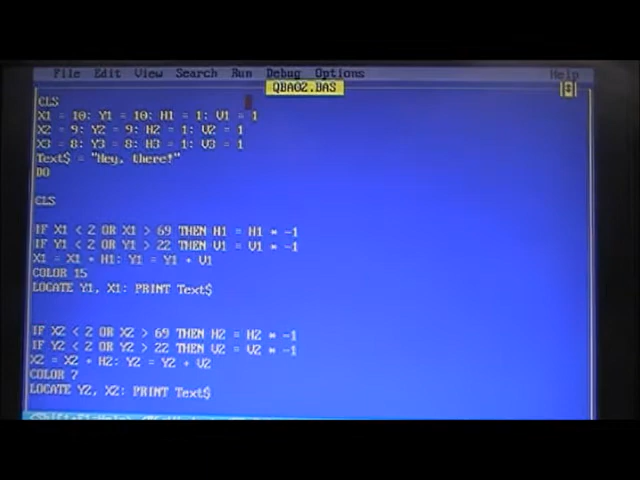 File Edit View Search Run Debug Options Help
QBA02.BAS
CLS
X1 = 10: Y1 = 10: H1 = 1: V1 = 1
X2 = 9: Y2 = 9: H2 = 1: V2 = 1
X3 = 8: Y3 = 8: H3 = 1: V3 = 1
Text$ = "Hey, there!"
DO
CLS
IF X1 < 2 OR X1 > 69 THEN H1 = H1 * -1
IF Y1 < 2 OR Y1 > 22 THEN V1 = V1 * -1
X1 = X1 + H1: Y1 = Y1 + V1
COLOR 15
LOCATE Y1, X1: PRINT Text$
IF X2 < 2 OR X2 > 69 THEN H2 = H2 * -1
IF Y2 < 2 OR Y2 > 22 THEN V2 = V2 * -1
X2 = X2 + H2: Y2 = Y2 + V2
COLOR 7
LOCATE Y2, X2: PRINT Text$